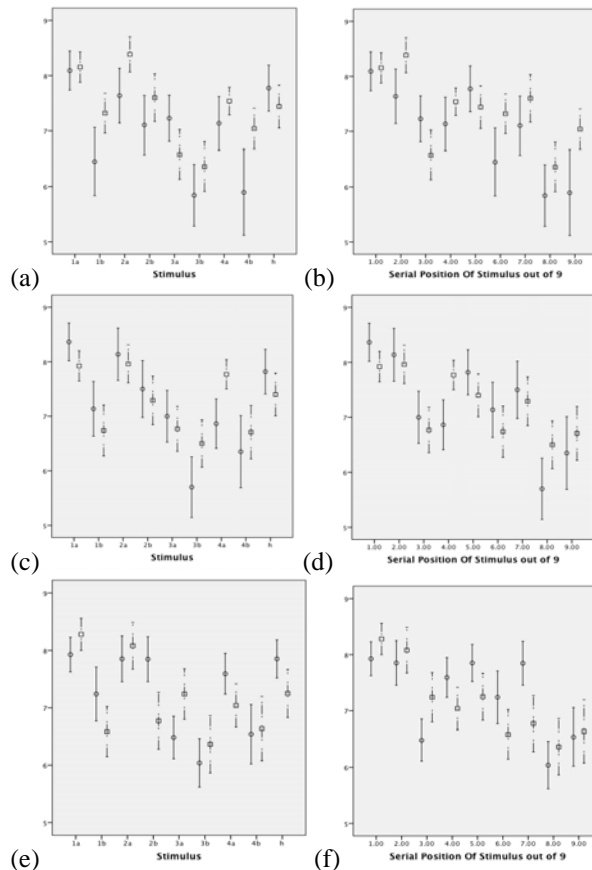 9
8
7
6
5
1a 1b 2a 2b 3a 3b 4a 4b h
(a) Stimulus
9
8
7
6
5
1.00 2.00 3.00 4.00 5.00 6.00 7.00 8.00 9.00
(b) Serial Position Of Stimulus out of 9
9
8
7
6
5
1a 1b 2a 2b 3a 3b 4a 4b h
(c) Stimulus
9
8
7
6
5
1.00 2.00 3.00 4.00 5.00 6.00 7.00 8.00 9.00
(d) Serial Position Of Stimulus out of 9
9
8
7
6
5
1a 1b 2a 2b 3a 3b 4a 4b h
(e) Stimulus
9
8
7
6
5
1.00 2.00 3.00 4.00 5.00 6.00 7.00 8.00 9.00
(f) Serial Position Of Stimulus out of 9